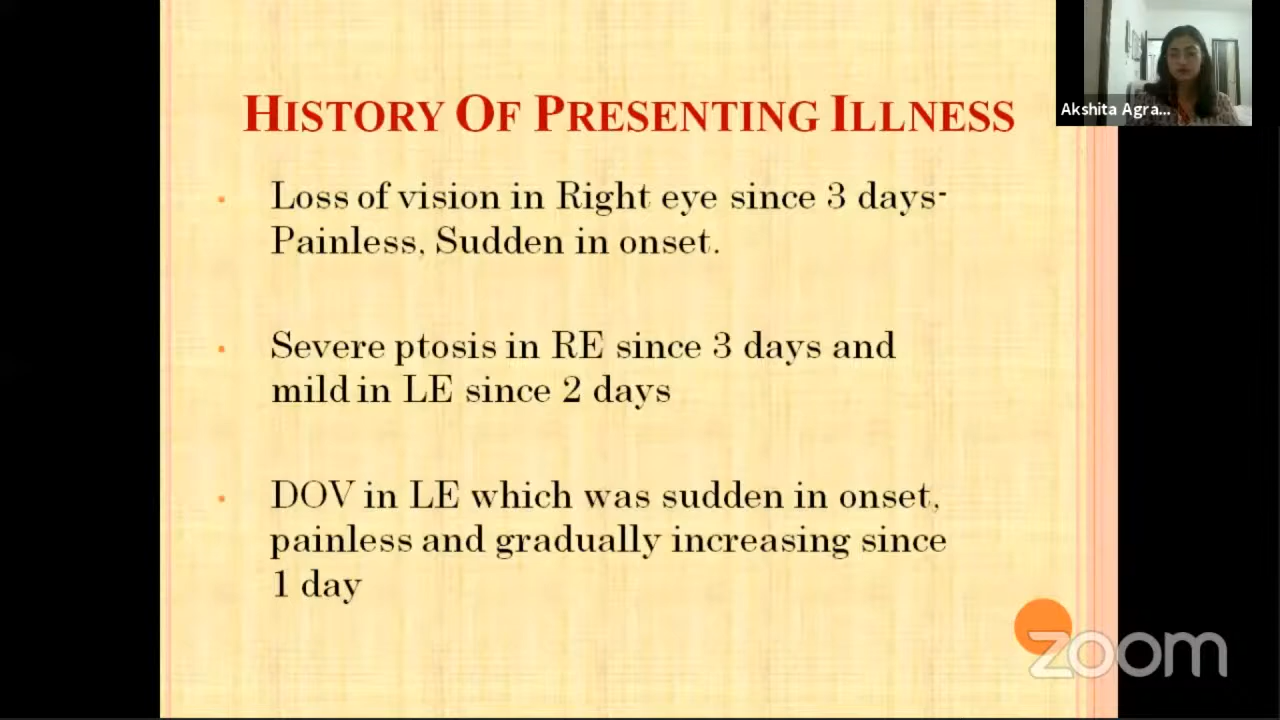 HISTORY OF PRESENTING ILLNESS
Akshita Agra...
Loss of vision in Right eye since 3 days-
Painless, Sudden in onset.
Severe ptosis in RE since 3 days and
mild in LE since 2 days
DOV in LE which was sudden in onset,
painless and gradually increasing since
1 day
zoom